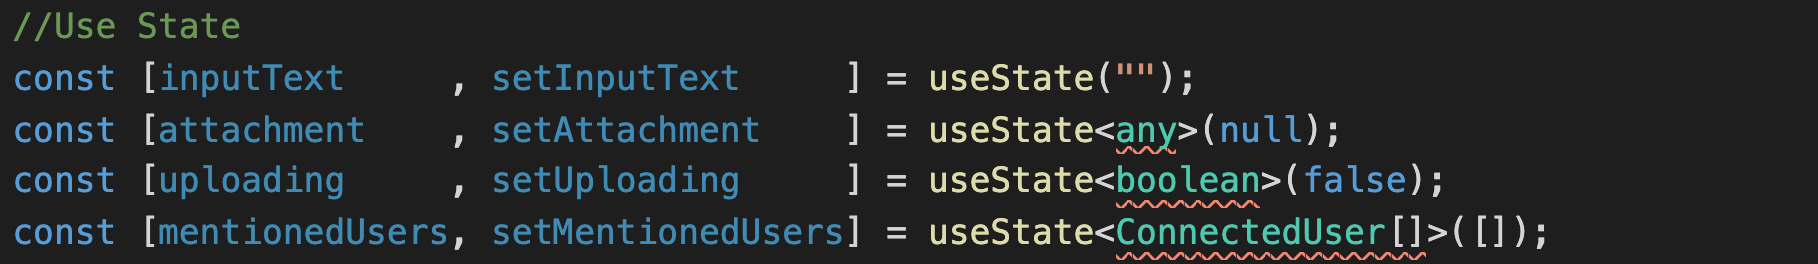 //Use State
const [inputText     , setInputText     ] = useState("");
const [attachment    , setAttachment    ] = useState<any>(null);
const [uploading     , setUploading     ] = useState<boolean>(false);
const [mentionedUsers, setMentionedUsers] = useState<ConnectedUser[]>([]);